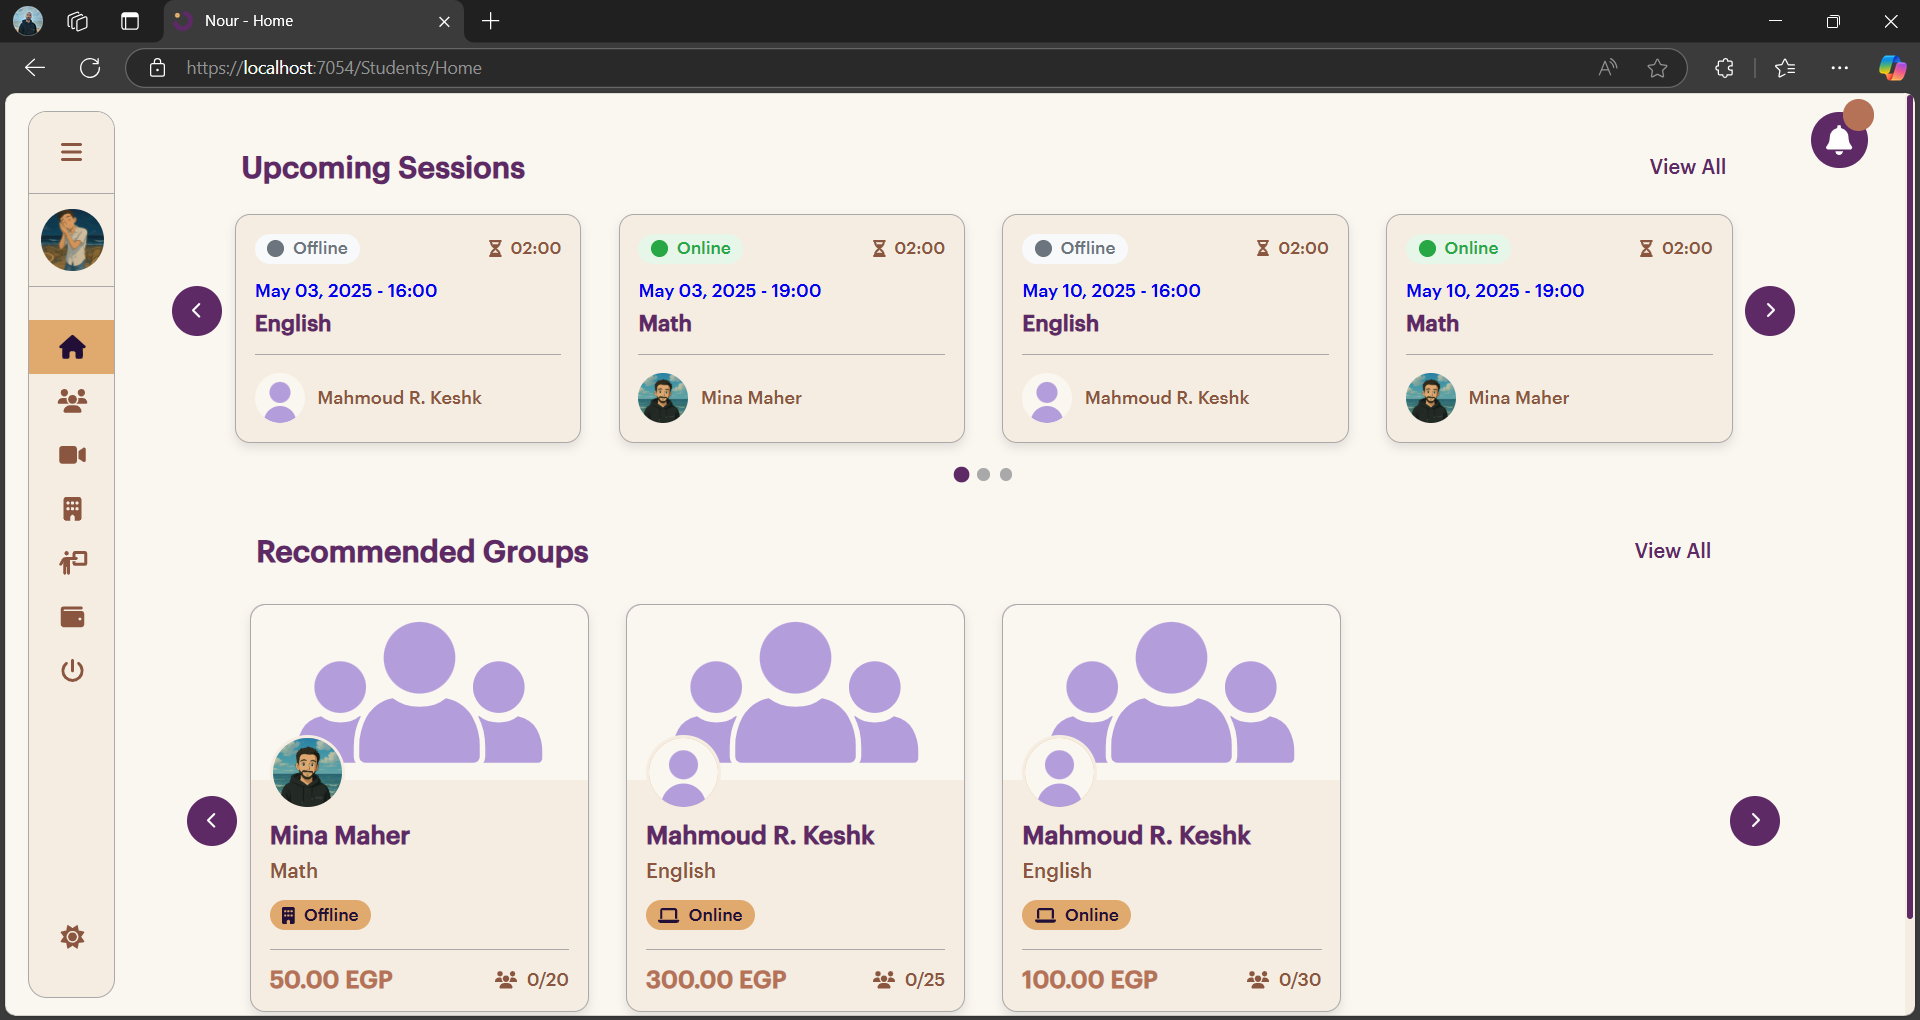 Nour - Home
https://localhost:7054/Students/Home
Upcoming Sessions
View All
Offline
02:00
May 03, 2025 - 16:00
English
Mahmoud R. Keshk
Online
02:00
May 03, 2025 - 19:00
Math
Mina Maher
Offline
02:00
May 10, 2025 - 16:00
English
Mahmoud R. Keshk
Online
02:00
May 10, 2025 - 19:00
Math
Mina Maher
Recommended Groups
View All
Mina Maher
Math
Offline
50.00 EGP
0/20
Mahmoud R. Keshk
English
Online
300.00 EGP
0/25
Mahmoud R. Keshk
English
Online
100.00 EGP
0/30